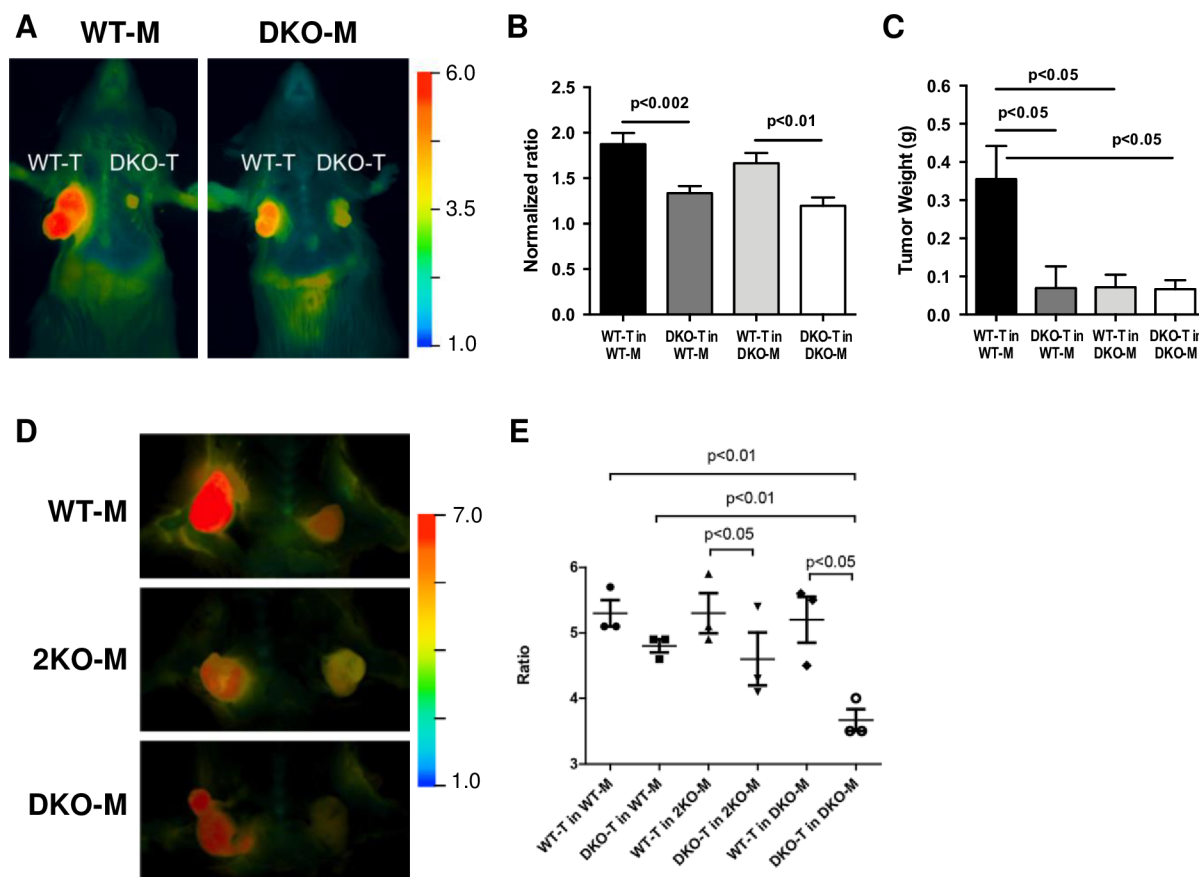 A
WT-M
DKO-M
WT-T
DKO-T
WT-T
DKO-T
6.0
3.5
1.0
B
Normalized ratio
2.5
2.0
1.5
1.0
0.5
0.0
p<0.002
p<0.01
WT-T in
WT-M
DKO-T in
WT-M
WT-T in
DKO-M
DKO-T in
DKO-M
C
Tumor Weight (g)
0.6
0.5
0.4
0.3
0.2
0.1
0.0
p<0.05
p<0.05
p<0.05
WT-T in
WT-M
DKO-T in
WT-M
WT-T in
DKO-M
DKO-T in
DKO-M
D
WT-M
2KO-M
DKO-M
7.0
1.0
E
p<0.01
p<0.01
p<0.05
p<0.05
Ratio
6
5
4
3
WT-T in WT-M
DKO-T in WT-M
WT-T in 2KO-M
DKO-T in 2KO-M
WT-T in DKO-M
DKO-T in DKO-M